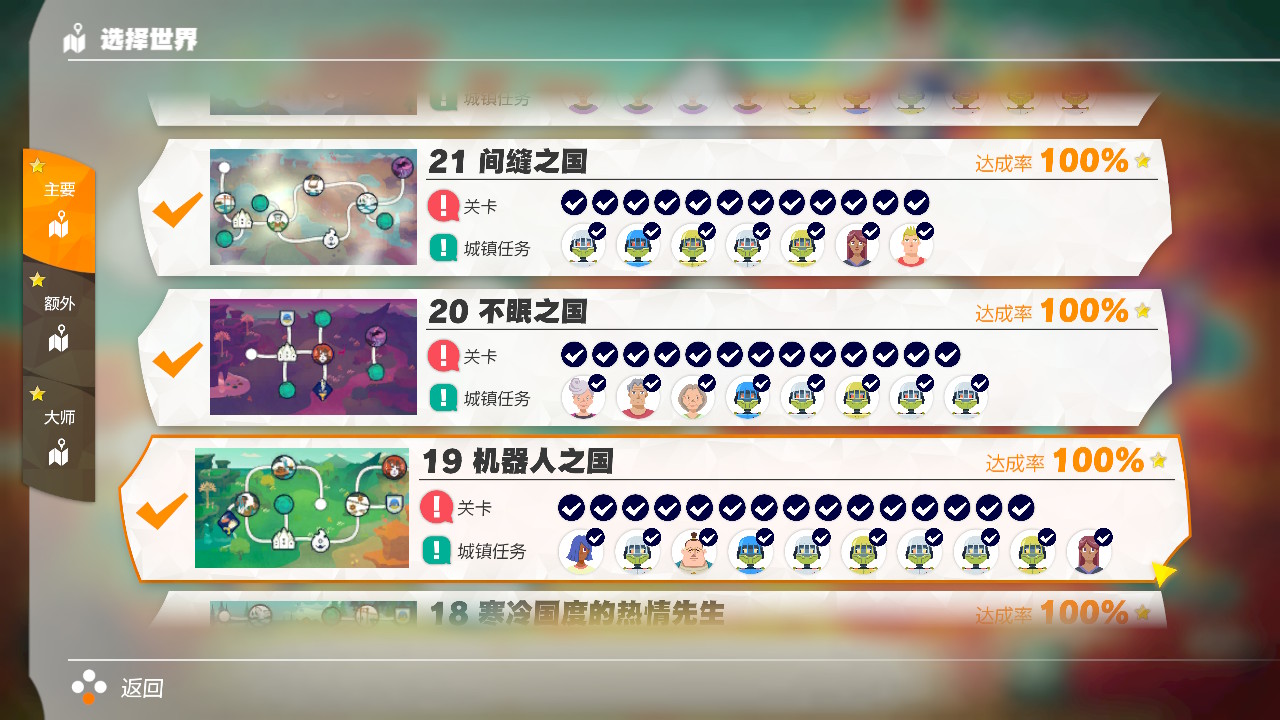 选择世界
城镇任务
21 间缝之国
达成率 100%
关卡
城镇任务
20 不眠之国
达成率 100%
关卡
城镇任务
19 机器人之国
达成率 100%
关卡
城镇任务
18 寒冷国度的热情先生
达成率 100%
主要
额外
大师
返回